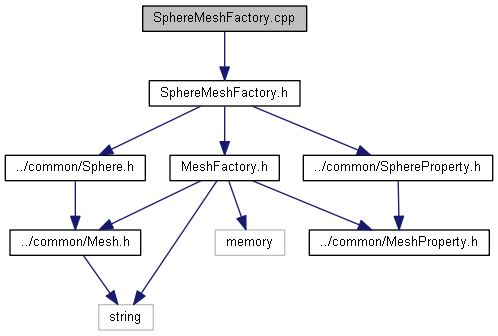 SphereMeshFactory.cpp
SphereMeshFactory.h
../common/Sphere.h
MeshFactory.h
../common/SphereProperty.h
../common/Mesh.h
memory
../common/MeshProperty.h
string